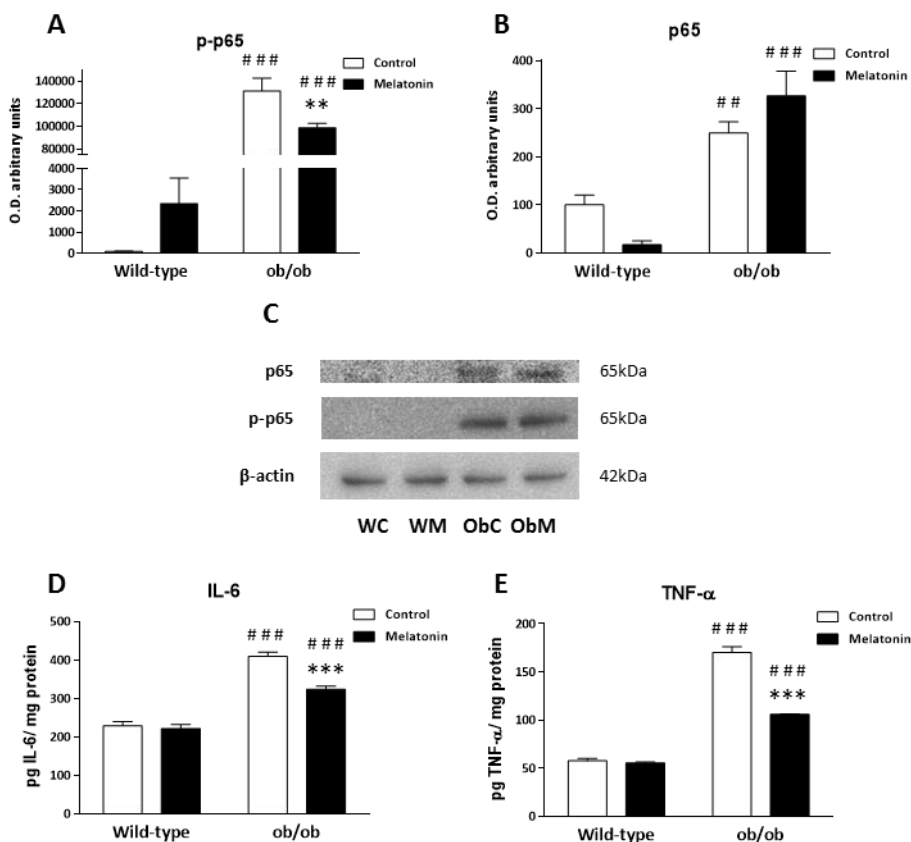 A
p-p65
O.D. arbitrary units
140000
120000
100000
80000
4000
3000
2000
1000
0
# # #
# # #
**
Control
Melatonin
Wild-type
ob/ob
B
p65
O.D. arbitrary units
400
300
200
100
0
# #
# # #
Control
Melatonin
Wild-type
ob/ob
C
p65 65kDa
p-p65 65kDa
β-actin 42kDa
WC WM ObC ObM
D
IL-6
pg IL-6/ mg protein
500
400
300
200
100
0
# # #
# # #
***
Control
Melatonin
Wild-type
ob/ob
E
TNF-α
pg TNF-α/ mg protein
200
150
100
50
0
# # #
# # #
***
Control
Melatonin
Wild-type
ob/ob